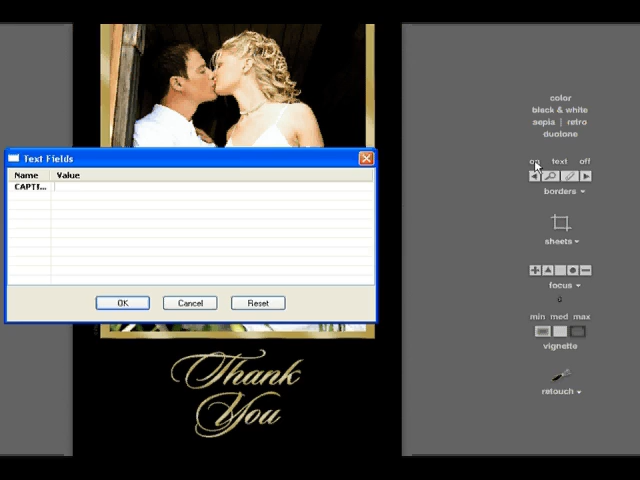 color
black & white
sepia | retro
duotone
on text off
borders
sheets
focus
min med max
vignette
retouch
Text Fields
Name Value
CAPTI...
OK Cancel Reset
Thank
You